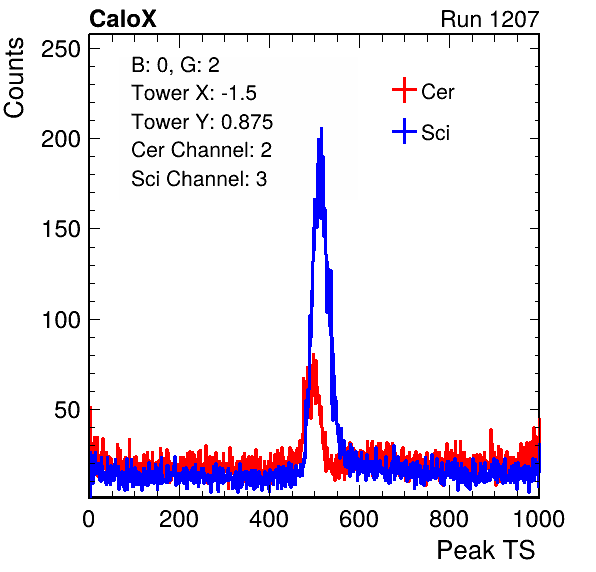 CaloX Run 1207
Counts
250
200
150
100
50
B: 0, G: 2
Tower X: -1.5
Tower Y: 0.875
Cer Channel: 2
Sci Channel: 3
Cer
Sci
0 200 400 600 800 1000
Peak TS